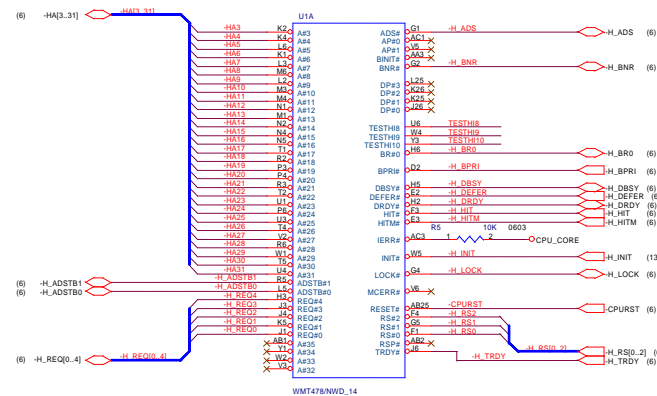 U1A
(6) -HA[3..31]
-HA3 K2 A#3
-HA4 K4 A#4
-HA5 L6 A#5
-HA6 K1 A#6
-HA7 L3 A#7
-HA8 M6 A#8
-HA9 L2 A#9
-HA10 M3 A#10
-HA11 M4 A#11
-HA12 N1 A#12
-HA13 M1 A#13
-HA14 N2 A#14
-HA15 N4 A#15
-HA16 N5 A#16
-HA17 T1 A#17
-HA18 R2 A#18
-HA19 P3 A#19
-HA20 P4 A#20
-HA21 R3 A#21
-HA22 T2 A#22
-HA23 U1 A#23
-HA24 P6 A#24
-HA25 U3 A#25
-HA26 T4 A#26
-HA27 V2 A#27
-HA28 R6 A#28
-HA29 W1 A#29
-HA30 T5 A#30
-HA31 U4 A#31
(6) -H_ADSTB1 -H_ADSTB1 R5 ADSTB#1
(6) -H_ADSTB0 -H_ADSTB0 L5 ADSTB#0
-H_REQ4 H3 REQ#4
-H_REQ3 J3 REQ#3
-H_REQ2 J4 REQ#2
-H_REQ1 K5 REQ#1
-H_REQ0 J1 REQ#0
AB1 A#35
Y1 A#34
(6) -H_REQ[0..4] -H_REQ[0..4] W2 A#33
V3 A#32
ADS# G1 -H_ADS -H_ADS (6)
AP#0 AC1
AP#1 V5
BINIT# AA3
BNR# G2 -H_BNR -H_BNR (6)
DP#3 L25
DP#2 K26
DP#1 K25
DP#0 J26
TESTHI8 U6 TESTHI8
TESTHI9 W4 TESTHI9
TESTHI10 Y3 TESTHI10
BR#0 H6 -H_BR0 -H_BR0 (6)
BPRI# D2 -H_BPRI -H_BPRI (6)
DBSY# H5 -H_DBSY -H_DBSY (6)
DEFER# E2 -H_DEFER -H_DEFER (6
DRDY# H2 -H_DRDY -H_DRDY (6)
HIT# F3 -H_HIT -H_HIT (6)
HITM# E3 -H_HITM -H_HITM (6)
R5 10K 0603
IERR# AC3 1 2 CPU_CORE
INIT# W5 -H_INIT -H_INIT (13
LOCK# G4 -H_LOCK -H_LOCK (6)
MCERR# V6
RESET# AB25 -CPURST -CPURST (6)
RS#2 F4 -H_RS2
RS#1 G5 -H_RS1
RS#0 F1 -H_RS0
RSP# AB2 -H_RS[0..2] -H_RS[0..2] (6
TRDY# J6 -H_TRDY -H_TRDY (6)
WMT478/NWD_14